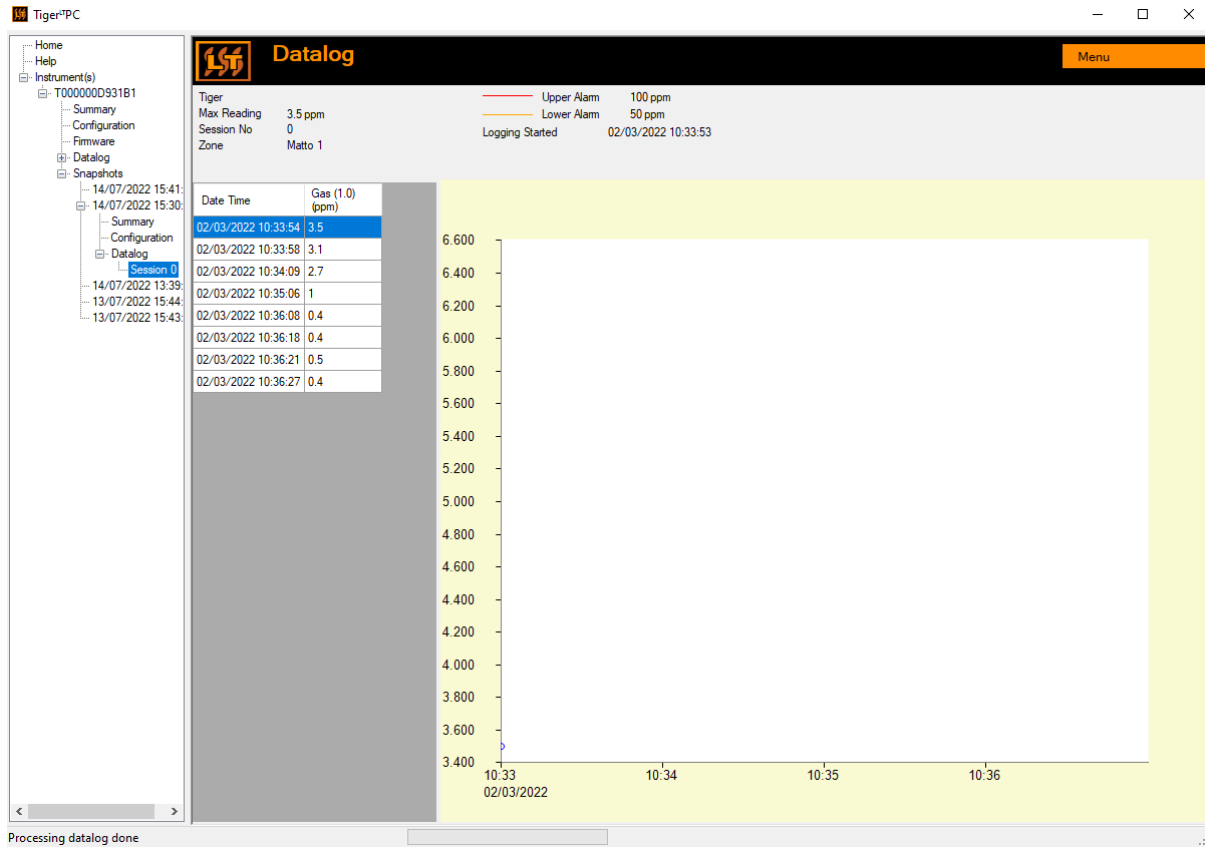 TigerᴸᵀPC
Home
Help
Instrument(s)
T000000D931B1
Summary
Configuration
Firmware
Datalog
Snapshots
14/07/2022 15:41:
14/07/2022 15:30:
Summary
Configuration
Datalog
Session 0
14/07/2022 13:39:
13/07/2022 15:44:
13/07/2022 15:43:
Datalog
Menu
Tiger
Max Reading 3.5 ppm
Session No 0
Zone Matto 1
Upper Alarm 100 ppm
Lower Alarm 50 ppm
Logging Started 02/03/2022 10:33:53
Date Time Gas (1.0) (ppm)
02/03/2022 10:33:54 3.5
02/03/2022 10:33:58 3.1
02/03/2022 10:34:09 2.7
02/03/2022 10:35:06 1
02/03/2022 10:36:08 0.4
02/03/2022 10:36:18 0.4
02/03/2022 10:36:21 0.5
02/03/2022 10:36:27 0.4
6.600
6.400
6.200
6.000
5.800
5.600
5.400
5.200
5.000
4.800
4.600
4.400
4.200
4.000
3.800
3.600
3.400
10:33 10:34 10:35 10:36
02/03/2022
Processing datalog done